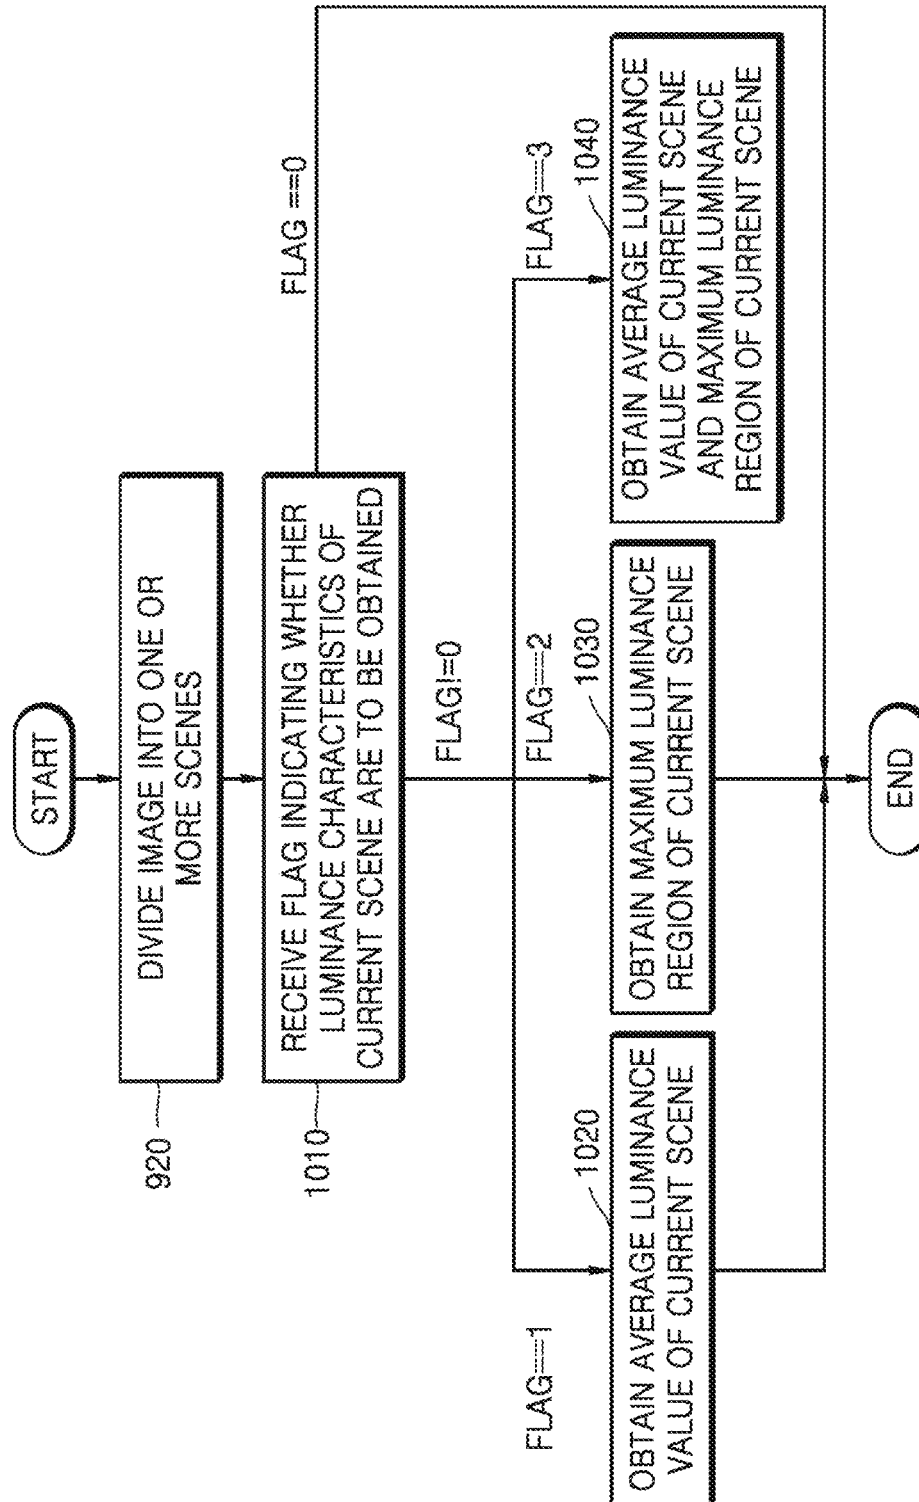 START
DIVIDE IMAGE INTO ONE OR
MORE SCENES
920
RECEIVE FLAG INDICATING WHETHER
LUMINANCE CHARACTERISTICS OF
CURRENT SCENE ARE TO BE OBTAINED
1010
FLAG ==0
FLAG!=0
FLAG==1
FLAG==2
FLAG==3
1020
OBTAIN AVERAGE LUMINANCE
VALUE OF CURRENT SCENE
1030
OBTAIN MAXIMUM LUMINANCE
REGION OF CURRENT SCENE
1040
OBTAIN AVERAGE LUMINANCE
VALUE OF CURRENT SCENE
AND MAXIMUM LUMINANCE
REGION OF CURRENT SCENE
END